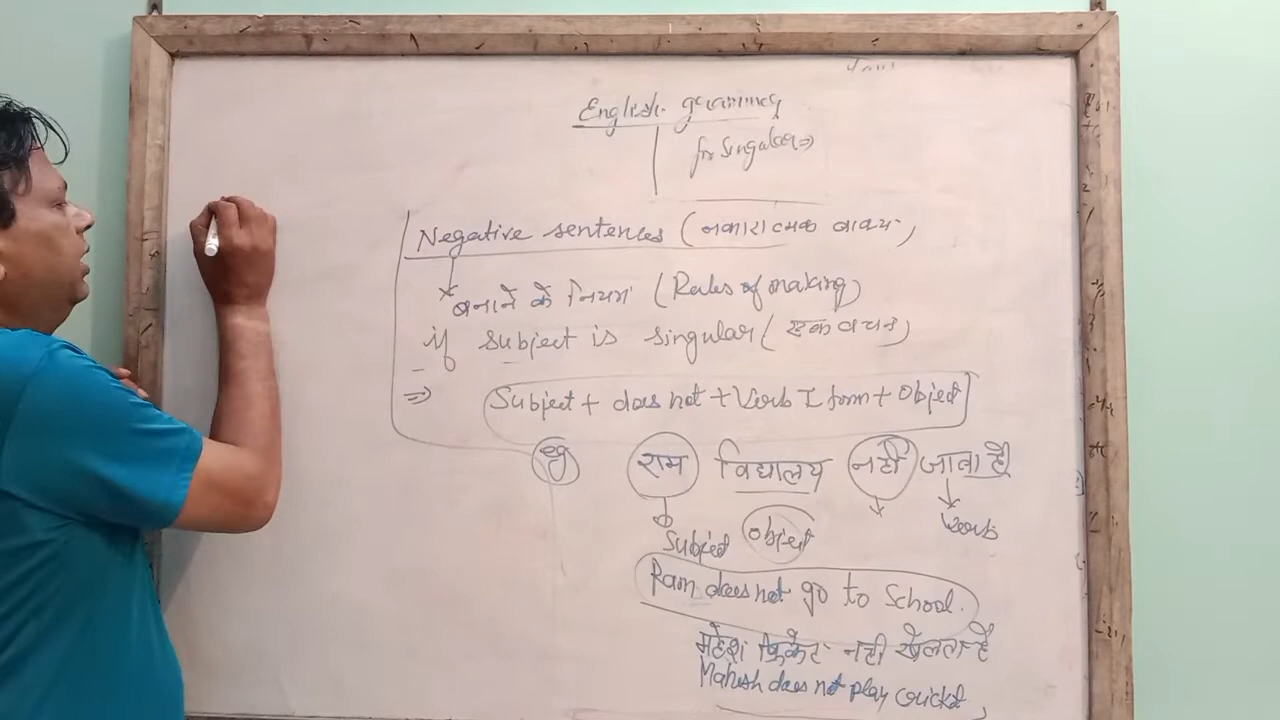 English grammar
for Singular ⇒
Negative sentences (नकारात्मक वाक्य)
बनाने के नियम (Rules of making)
if subject is singular (एक वचन)
⇒ Subject + does not + Verb I form + Object
eg राम विद्यालय नहीं जाता है
Subject Object Verb
Ram does not go to School.
महेश क्रिकेट नहीं खेलता है
Mahesh does not play cricket